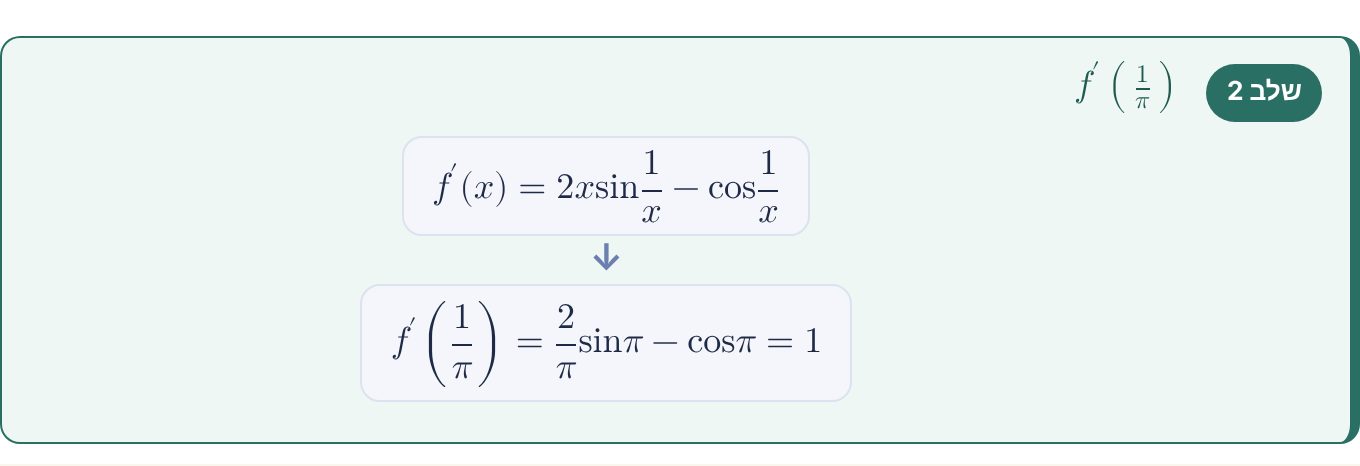 שלב 2 f′(1/π)
f′(x) = 2x sin 1/x − cos 1/x
↓
f′(1/π) = 2/π sin π − cos π = 1